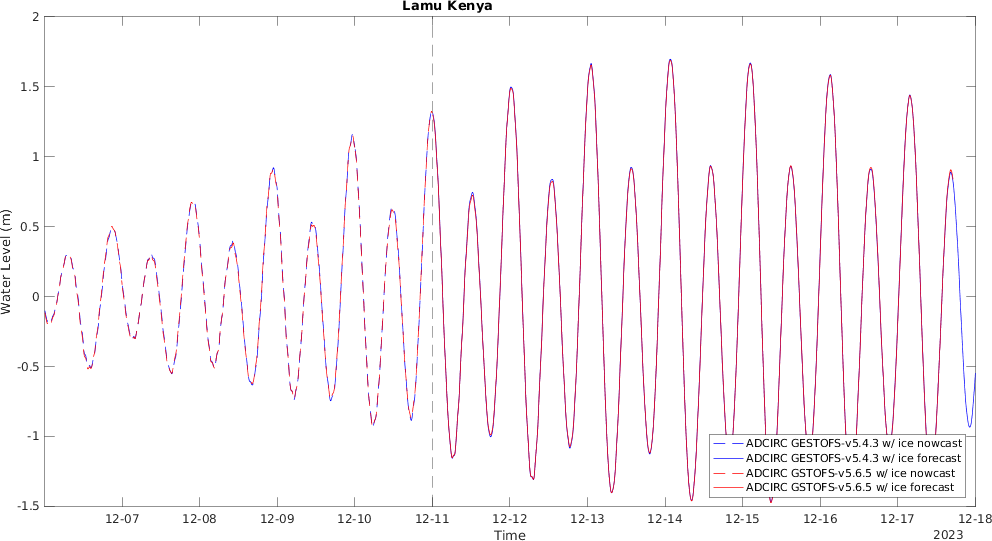 Lamu Kenya
Water Level (m)
2
1.5
1
0.5
0
-0.5
-1
-1.5
ADCIRC GESTOFS-v5.4.3 w/ ice nowcast
ADCIRC GESTOFS-v5.4.3 w/ ice forecast
ADCIRC GSTOFS-v5.6.5 w/ ice nowcast
ADCIRC GSTOFS-v5.6.5 w/ ice forecast
12-07 12-08 12-09 12-10 12-11 12-12 12-13 12-14 12-15 12-16 12-17 12-18
Time
2023